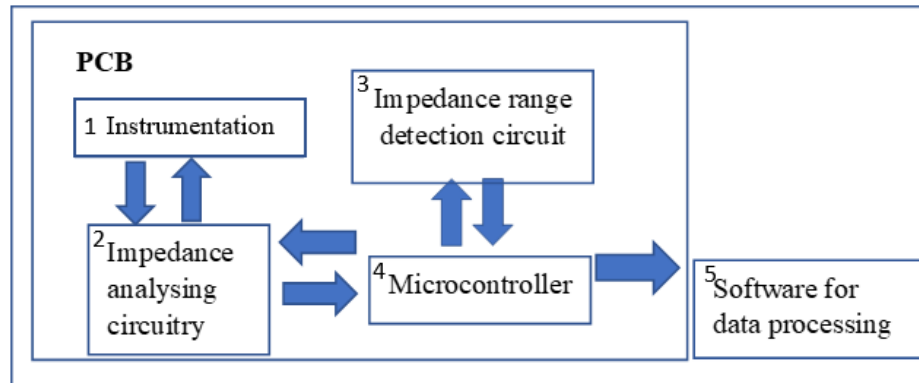 PCB
1 Instrumentation
3 Impedance range
detection circuit
2 Impedance
analysing
circuitry
4 Microcontroller
5 Software for
data processing